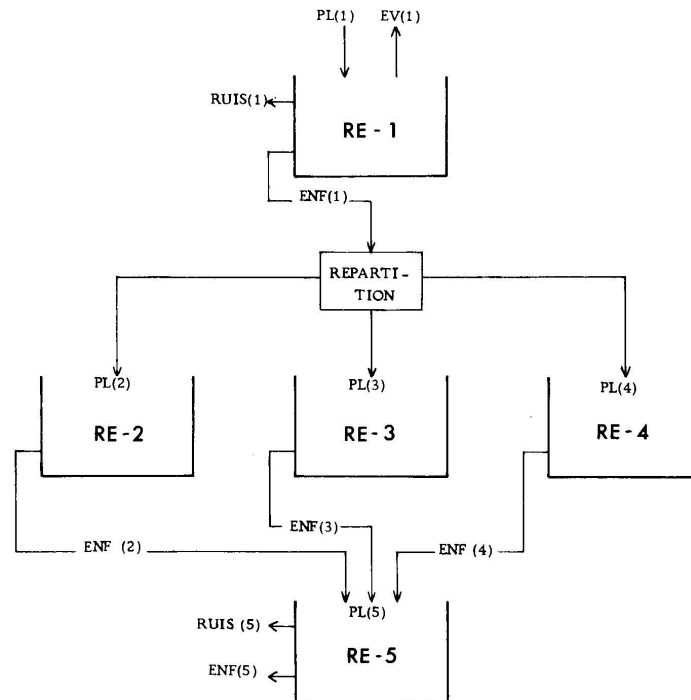 PL(1) EV(1)
RUIS(1)
RE - 1
ENF(1)
REPARTI-
TION
PL(2) PL(3) PL(4)
RE - 2 RE - 3 RE - 4
ENF (2) ENF(3) ENF (4)
PL(5)
RUIS (5)
RE - 5
ENF(5)